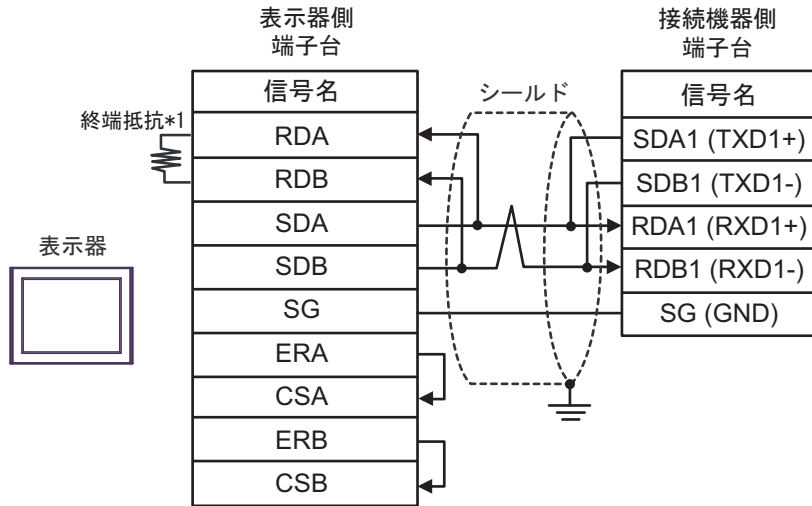 表示器側
端子台
接続機器側
端子台
信号名
シールド
信号名
終端抵抗*1
RDA
SDA1 (TXD1+)
RDB
SDB1 (TXD1-)
SDA
RDA1 (RXD1+)
表示器
SDB
RDB1 (RXD1-)
SG
SG (GND)
ERA
CSA
ERB
CSB